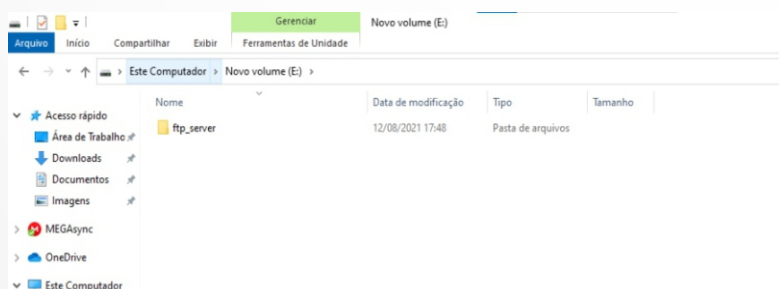 Gerenciar Novo volume (E:)
Arquivo Início Compartilhar Exibir Ferramentas de Unidade
Este Computador Novo volume (E:)
Nome Data de modificação Tipo Tamanho
Acesso rápido
ftp_server 12/08/2021 17:48 Pasta de arquivos
Área de Trabalho
Downloads
Documentos
Imagens
MEGAsync
OneDrive
Este Computador